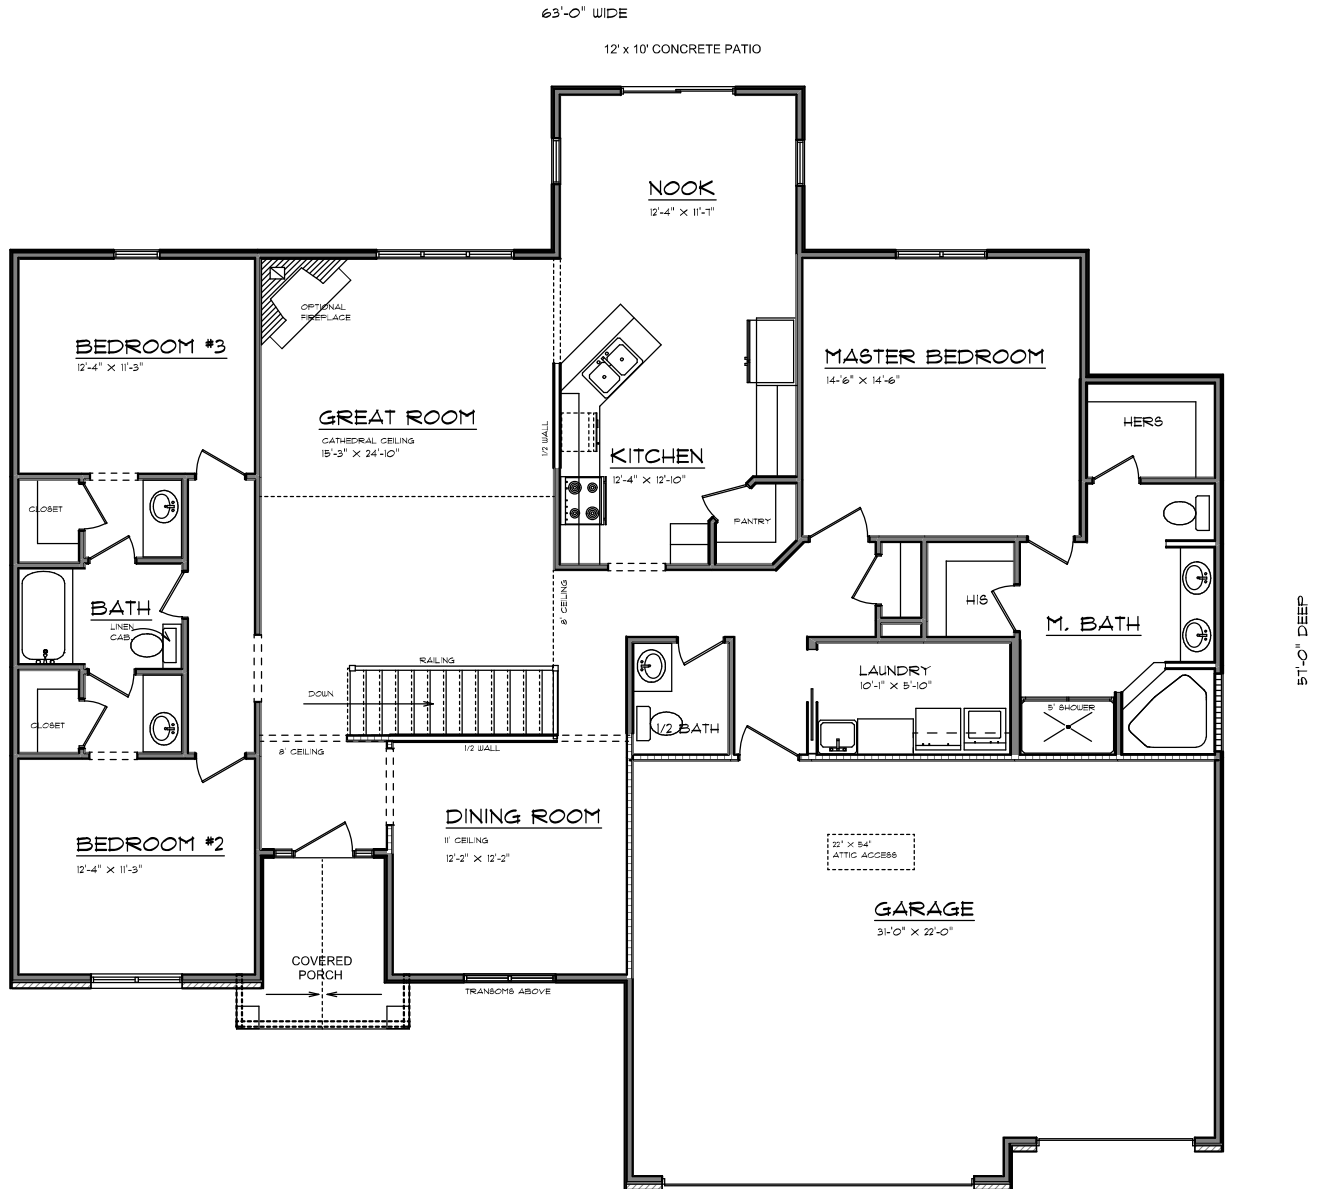 63'-0" WIDE
12' x 10' CONCRETE PATIO
NOOK
12'-4" X 11'-7"
BEDROOM #3
12'-4" X 11'-3"
OPTIONAL
FIREPLACE
GREAT ROOM
CATHEDRAL CEILING
15'-3" X 24'-10"
1/2 WALL
KITCHEN
12'-4" X 12'-10"
PANTRY
MASTER BEDROOM
14'-6" X 14'-6"
HERS
CLOSET
BATH
LINEN
CAB.
8' CEILING
HIS
M. BATH
57'-0" DEEP
RAILING
DOWN
LAUNDRY
10'-1" X 5'-10"
CLOSET
1/2 BATH
5' SHOWER
8' CEILING
1/2 WALL
BEDROOM #2
12'-4" X 11'-3"
DINING ROOM
11' CEILING
12'-2" X 12'-2"
22" X 54"
ATTIC ACCESS
GARAGE
31'-0" X 22'-0"
COVERED
PORCH
TRANSOMS ABOVE